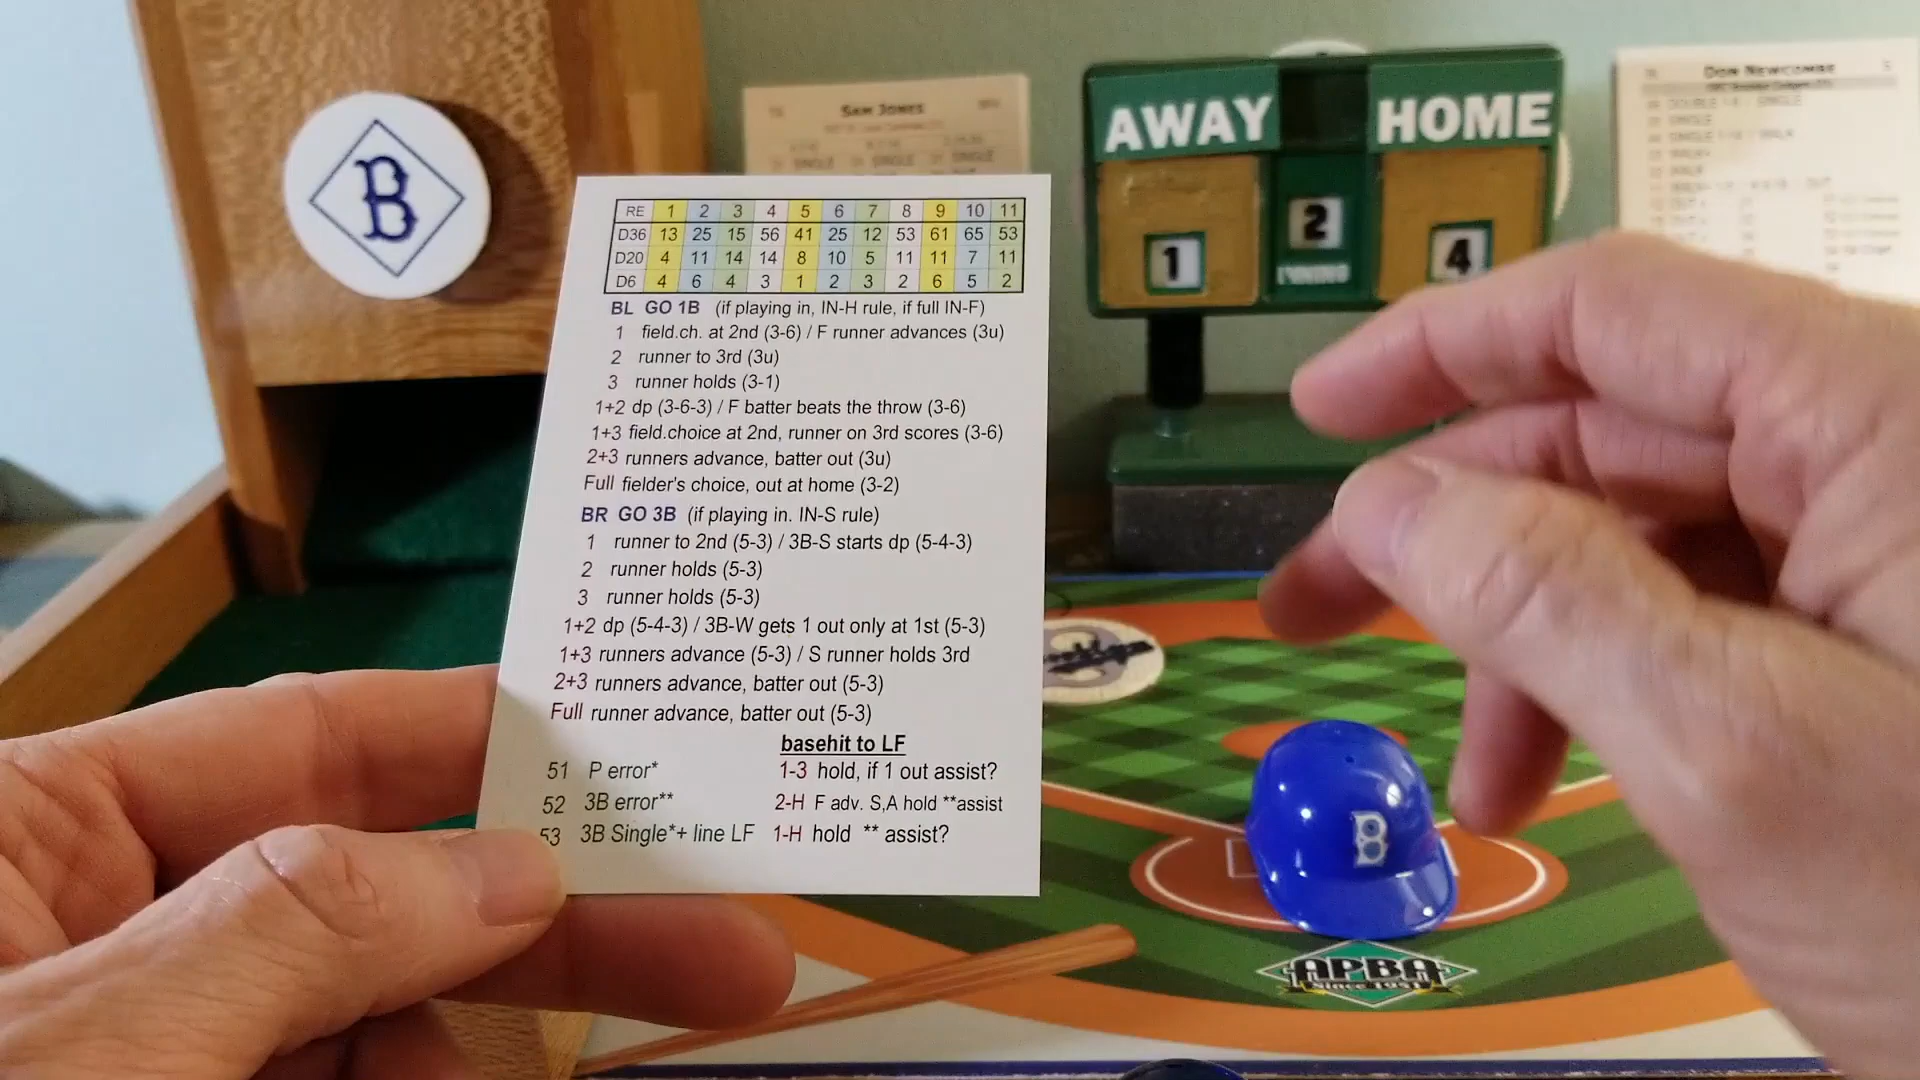 B
SAM JONES
SINGLE SINGLE SINGLE
AWAY HOME
1 2 4
INNING
DON NEWCOMBE
DOUBLE SINGLE
SINGLE
SINGLE WALK
WALK
RE 1 2 3 4 5 6 7 8 9 10 11
D36 13 25 15 56 41 25 12 53 61 65 53
D20 4 11 14 14 8 10 5 11 11 7 11
D6 4 6 4 3 1 2 3 2 6 5 2
BL GO 1B (if playing in, IN-H rule, if full IN-F)
1 field.ch. at 2nd (3-6) / F runner advances (3u)
2 runner to 3rd (3u)
3 runner holds (3-1)
1+2 dp (3-6-3) / F batter beats the throw (3-6)
1+3 field.choice at 2nd, runner on 3rd scores (3-6)
2+3 runners advance, batter out (3u)
Full fielder's choice, out at home (3-2)
BR GO 3B (if playing in. IN-S rule)
1 runner to 2nd (5-3) / 3B-S starts dp (5-4-3)
2 runner holds (5-3)
3 runner holds (5-3)
1+2 dp (5-4-3) / 3B-W gets 1 out only at 1st (5-3)
1+3 runners advance (5-3) / S runner holds 3rd
2+3 runners advance, batter out (5-3)
Full runner advance, batter out (5-3)
basehit to LF
51 P error* 1-3 hold, if 1 out assist?
52 3B error** 2-H F adv. S,A hold **assist
53 3B Single*+ line LF 1-H hold ** assist?
B
APBA
Since 1951